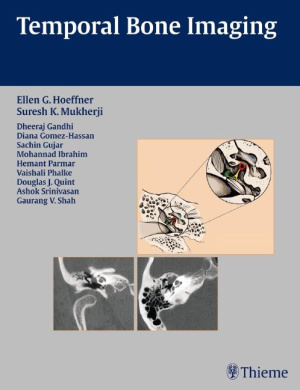 Temporal Bone Imaging
Ellen G. Hoeffner
Suresh K. Mukherji
Dheeraj Gandhi
Diana Gomez-Hassan
Sachin Gujar
Mohannad Ibrahim
Hemant Parmar
Vaishali Phalke
Douglas J. Quint
Ashok Srinivasan
Gaurang V. Shah
Thieme